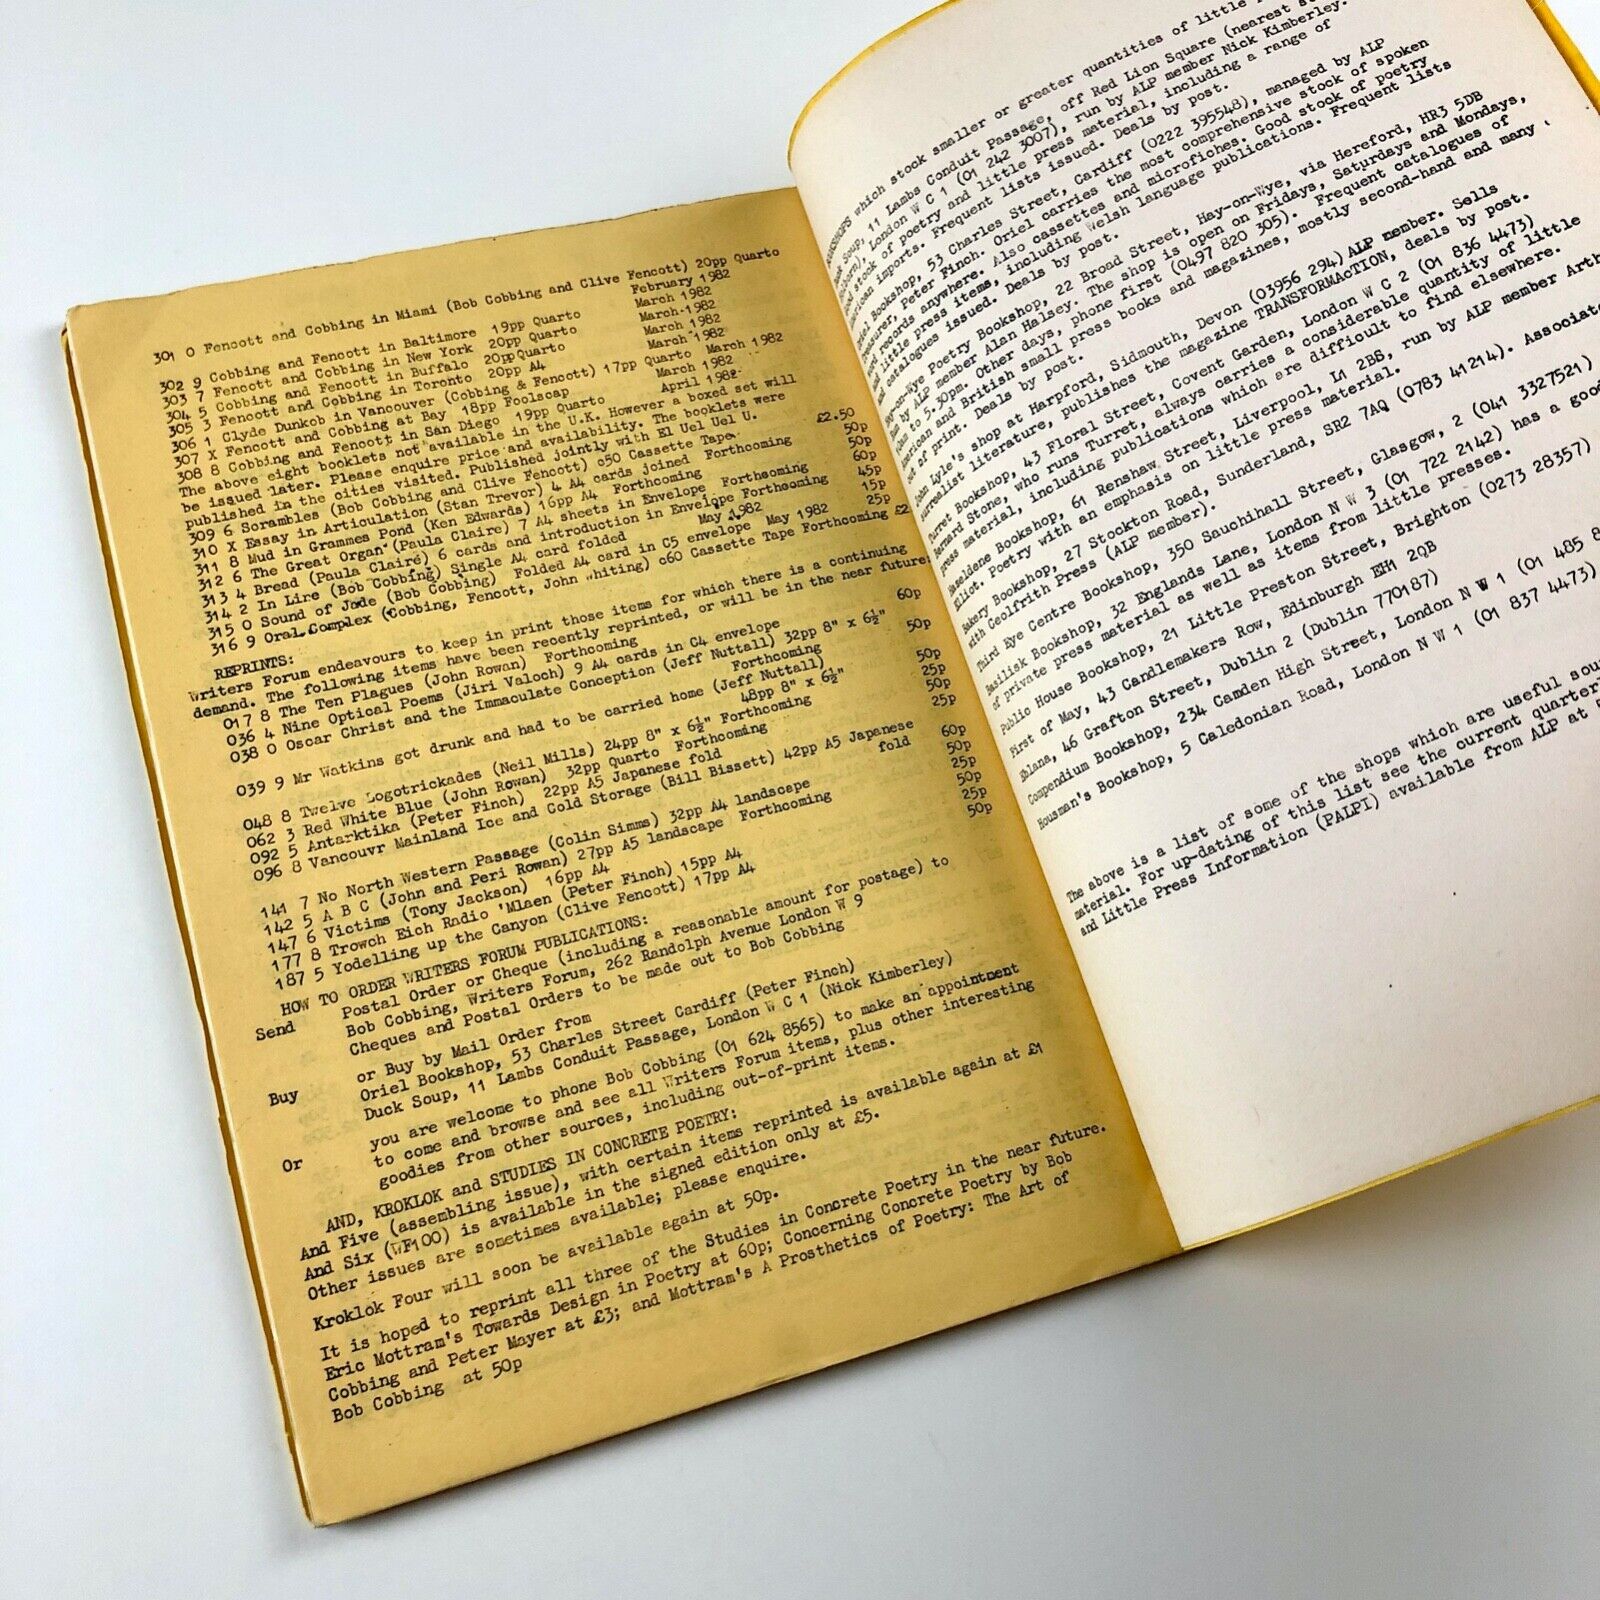 301 0 Fencott and Cobbing in Miami (Bob Cobbing and Clive Fencott) 20pp Quarto
February 1982
302 9 Cobbing and Fencott in Baltimore 19pp Quarto March 1982
303 7 Fencott and Cobbing in New York 20pp Quarto March 1982
304 5 Cobbing and Fencott in Buffalo 20pp Quarto March 1982
305 3 Fencott and Cobbing in Toronto 20pp A4 March 1982
306 1 Clyde Dunkob in Vancouver (Cobbing & Fencott) 17pp Quarto March 1982
307 X Fencott and Cobbing at Bay 18pp Foolscap March 1982
308 8 Cobbing and Fencott in San Diego 19pp Quarto April 1982
The above eight booklets not available in the U.K. However a boxed set will
be issued later. Please enquire price and availability. The booklets were
published in the cities visited. Published jointly with El Uel Uel U.
309 6 Scrambles (Bob Cobbing and Clive Fencott) c50 Cassette Tape £2.50
310 X Essay in Articulation (Stan Trevor) 4 A4 cards joined Forthcoming 50p
311 8 Mud in Grammes Pond (Ken Edwards) 16pp A4 Forthcoming 50p
312 6 The Great Organ (Paula Claire) 7 A4 sheets in Envelope Forthcoming 60p
313 4 Bread (Paula Claire) 6 cards and introduction in Envelope Forthcoming 45p
314 2 In Line (Bob Cobbing) Single A4 card folded May 1982 15p
315 0 Sound of Jade (Bob Cobbing) Folded A4 card in C5 envelope May 1982 25p
316 9 Oral Complex (Cobbing, Fencott, John Whiting) c60 Cassette Tape Forthcoming £2
REPRINTS:
Writers Forum endeavours to keep in print those items for which there is a continuing
demand. The following items have been recently reprinted, or will be in the near future:
017 8 The Ten Plagues (John Rowan) Forthcoming
036 4 Nine Optical Poems (Jiri Valoch) 9 A4 cards in C4 envelope 60p
038 0 Oscar Christ and the Immaculate Conception (Jeff Nuttall) 32pp 8" x 6½"
Forthcoming 50p
039 9 Mr Watkins got drunk and had to be carried home (Jeff Nuttall)
48pp 8" x 6½" 50p
048 8 Twelve Logotrickades (Neil Mills) 24pp 8" x 6½" Forthcoming 25p
062 3 Red White Blue (John Rowan) 32pp Quarto Forthcoming 50p
092 5 Antarktika (Peter Finch) 22pp A5 Japanese fold 25p
096 8 Vancouvr Mainland Ice and Cold Storage (Bill Bissett) 42pp A5 Japanese
fold 60p
141 7 No North Western Passage (Colin Simms) 32pp A4 landscape 50p
142 5 A B C (John and Peri Rowan) 27pp A5 landscape Forthcoming 25p
147 6 Victims (Tony Jackson) 16pp A4 50p
177 8 Trowch Eich Radio 'Mlaen (Peter Finch) 15pp A4 25p
187 5 Yodelling up the Canyon (Clive Fencott) 17pp A4 50p
HOW TO ORDER WRITERS FORUM PUBLICATIONS:
Send Postal Order or Cheque (including a reasonable amount for postage) to
Bob Cobbing, Writers Forum, 262 Randolph Avenue London W 9
Cheques and Postal Orders to be made out to Bob Cobbing
Buy or Buy by Mail Order from
Oriel Bookshop, 53 Charles Street Cardiff (Peter Finch)
Duck Soup, 11 Lambs Conduit Passage, London W C 1 (Nick Kimberley)
Or you are welcome to phone Bob Cobbing (01 624 8565) to make an appointment
to come and browse and see all Writers Forum items, plus other interesting
goodies from other sources, including out-of-print items.
AND, KROKLOK and STUDIES IN CONCRETE POETRY:
And Five (assembling issue), with certain items reprinted is available again at £1
And Six (WF100) is available in the signed edition only at £5.
Other issues are sometimes available; please enquire.
Kroklok Four will soon be available again at 50p.
It is hoped to reprint all three of the Studies in Concrete Poetry in the near future.
Eric Mottram's Towards Design in Poetry at 60p; Concerning Concrete Poetry by Bob
Cobbing and Peter Mayer at £3; and Mottram's A Prosthetics of Poetry: The Art of
Bob Cobbing at 50p
which stock smaller or greater quantities of little
Soup, 11 Lambs Conduit Passage, off Red Lion Square (nearest
London W C 1 (01 242 3007), run by ALP member Nick Kimberley.
stock of poetry and little press material, including a range of
imports. Frequent lists issued. Deals by post.
Bookshop, 53 Charles Street, Cardiff (0222 395548), managed by ALP
Peter Finch. Oriel carries the most comprehensive stock of spoken
records anywhere. Also cassettes and microfiches. Good stock of poetry
little press items, including Welsh language publications. Frequent lists
catalogues issued. Deals by post.
Poetry Bookshop, 22 Broad Street, Hay-on-Wye, via Hereford, HR3 5DB
by ALP member Alan Halsey. The shop is open on Fridays, Saturdays and Mondays,
to 5.30pm. Other days, phone first (0497 820 305). Frequent catalogues of
American and British small press books and magazines, mostly second-hand and many
out of print. Deals by post.
John Lyle's shop at Harpford, Sidmouth, Devon (03956 294) ALP member. Sells
surrealist literature, publishes the magazine TRANSFORMAcTION, deals by post.
Turret Bookshop, 43 Floral Street, Covent Garden, London W C 2 (01 836 4473)
Bernard Stone, who runs Turret, always carries a considerable quantity of little
press material, including publications which are difficult to find elsewhere.
Bookshop, 61 Renshaw Street, Liverpool, L1 2BS, run by ALP member
Elliot. Poetry with an emphasis on little press material.
Bakery Bookshop, 27 Stockton Road, Sunderland, SR2 7AQ (0783 41214).
with Ceolfrith Press (ALP member).
Third Eye Centre Bookshop, 350 Sauchihall Street, Glasgow, 2 (041 3327521)
Basilisk Bookshop, 32 Englands Lane, London N W 3 (01 722 2142) has a good
of private press material as well as items from little presses.
Public House Bookshop, 21 Little Preston Street, Brighton (0273 28357)
First of May, 43 Candlemakers Row, Edinburgh EH1 2QB
Eblana, 46 Grafton Street, Dublin 2 (Dublin 770187)
Compendium Bookshop, 234 Camden High Street, London N W 1 (01 485
Housman's Bookshop, 5 Caledonian Road, London N W 1 (01 837 4473)
The above is a list of some of the shops which are useful
material. For up-dating of this list see the current
and Little Press Information (PALPI) available from ALP at